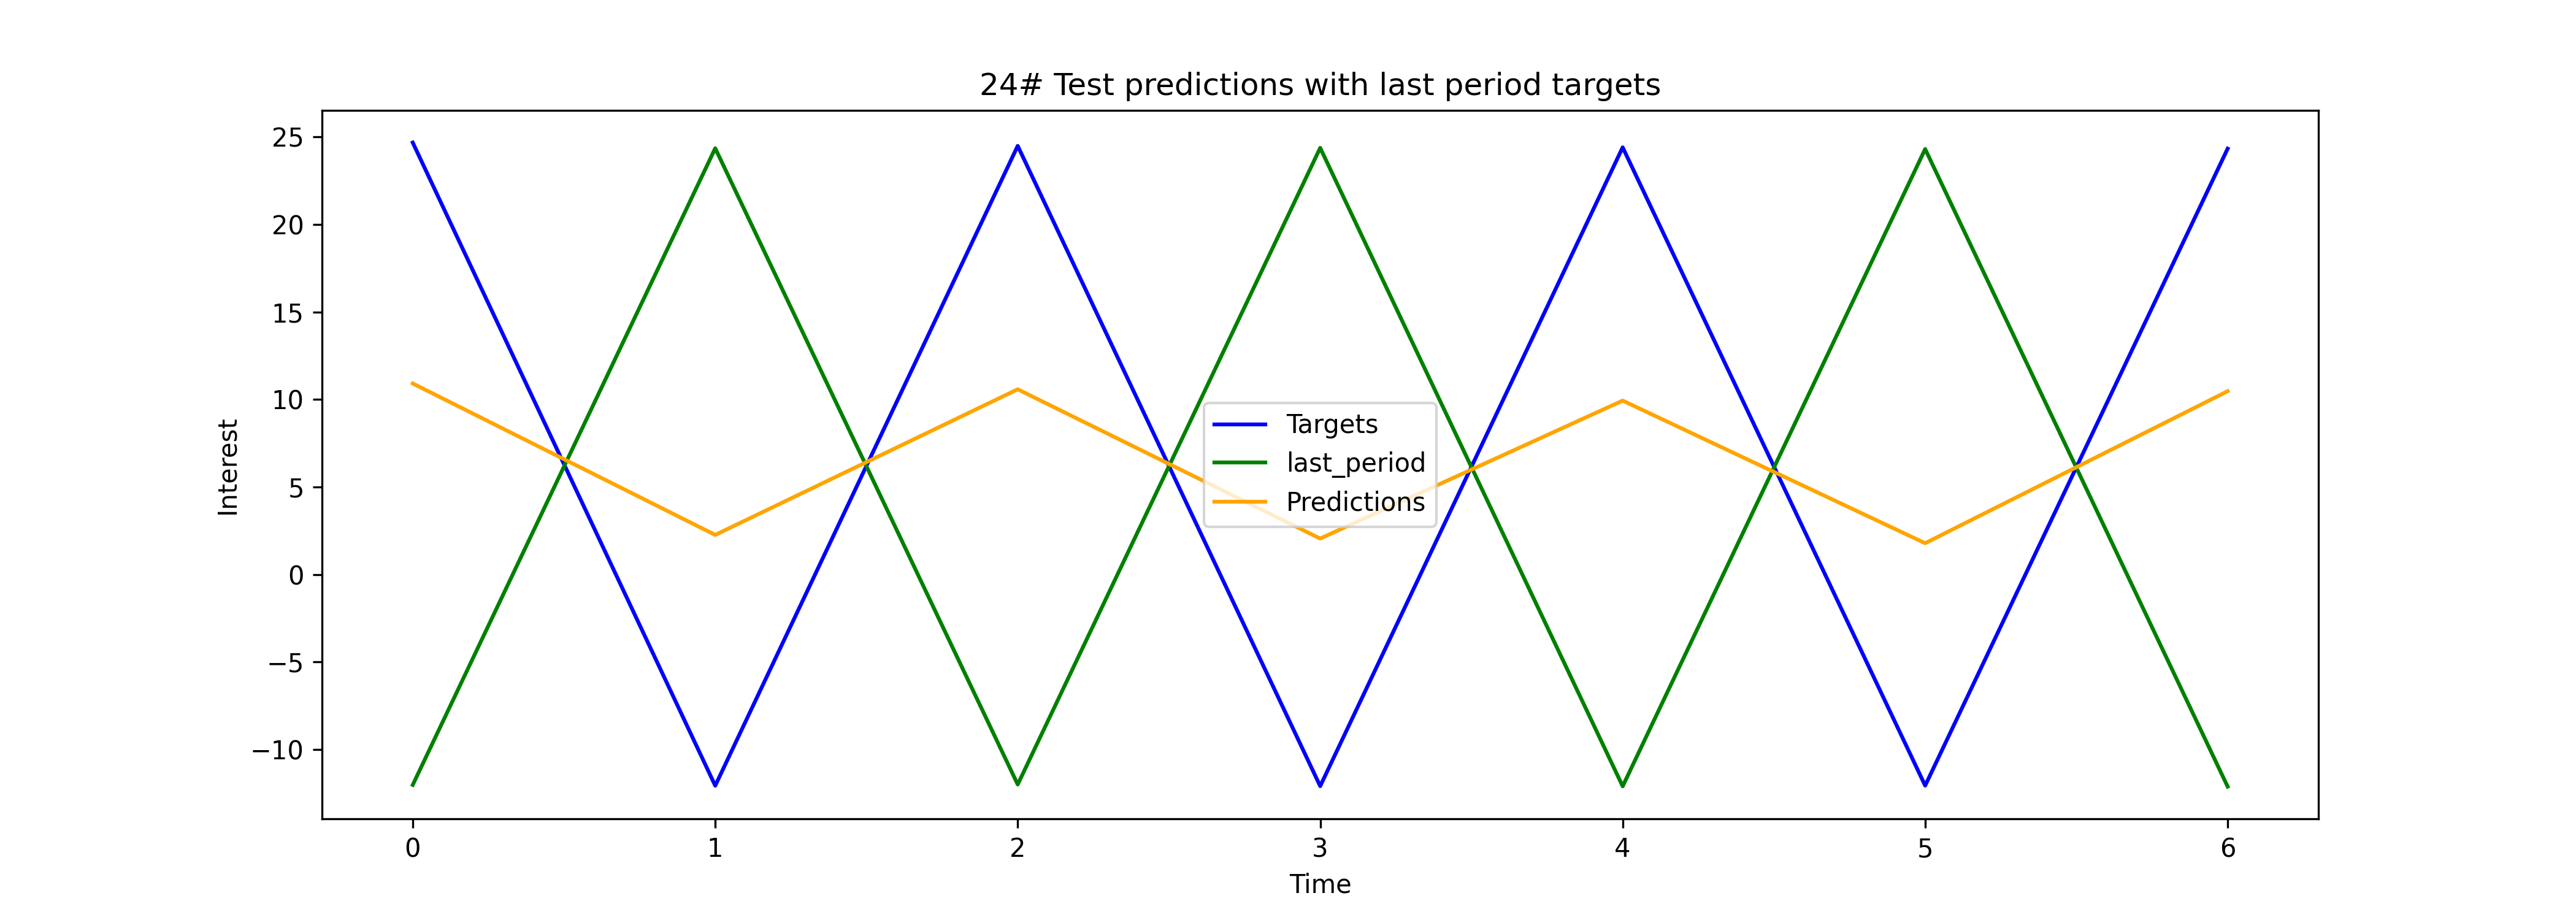 24# Test predictions with last period targets
Interest
25
20
15
10
5
0
−5
−10
Targets
last_period
Predictions
0 1 2 3 4 5 6
Time